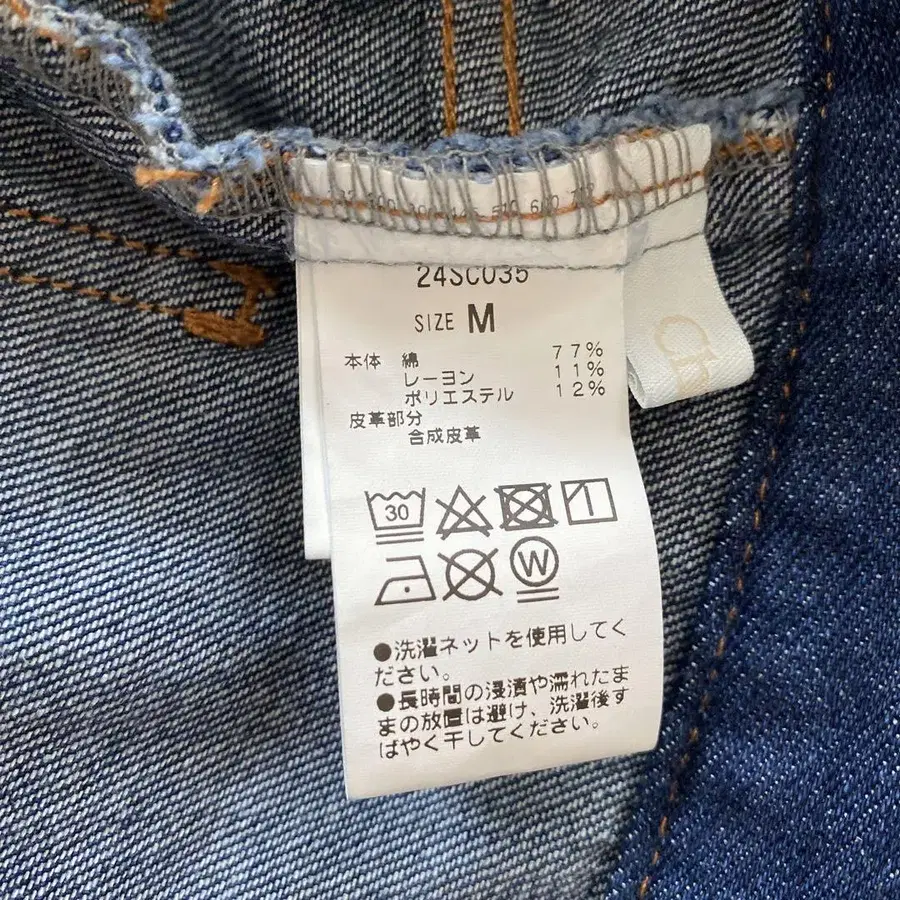 24SC035
SIZE M
本体 綿 77%
レーヨン 11%
ポリエステル 12%
皮革部分
合成皮革
30
W
●洗濯ネットを使用してく
ださい。
●長時間の浸漬や濡れたま
まの放置は避け、洗濯後す
ばやく干してください。